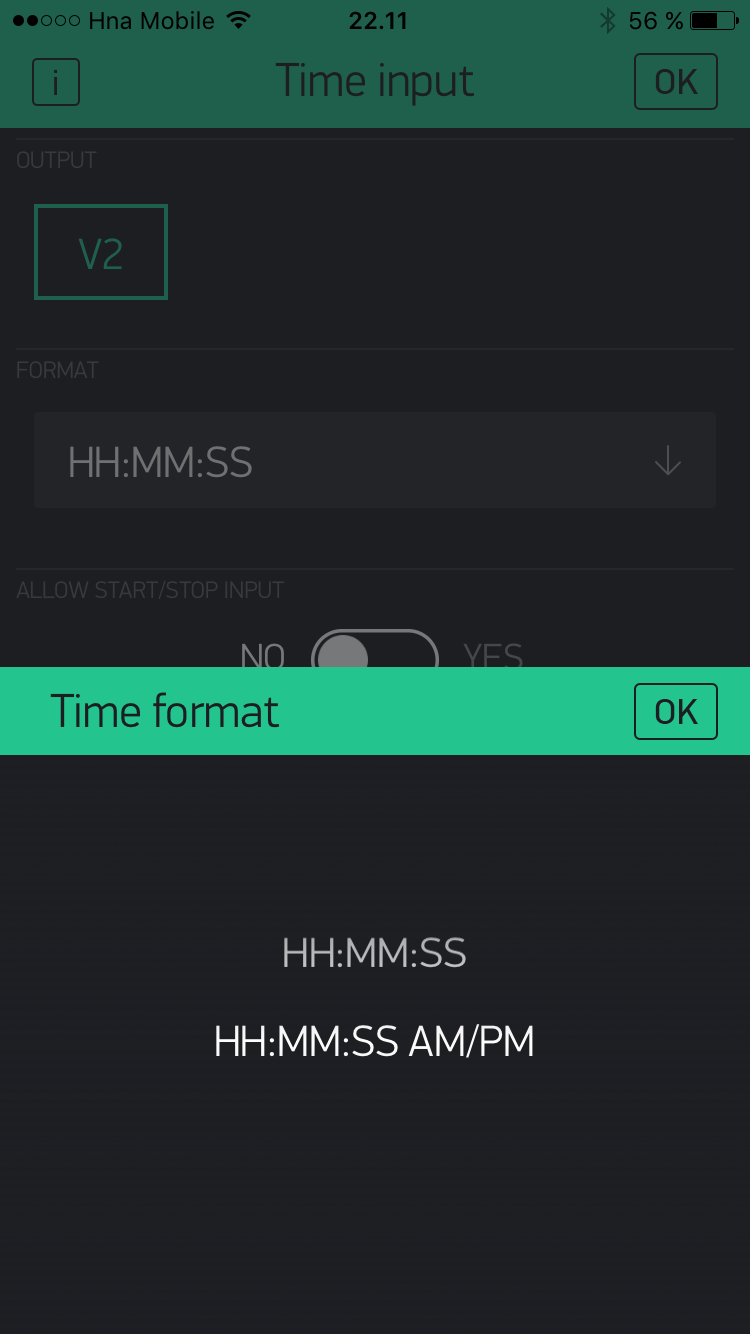 Hna Mobile 22.11 56 %
i Time input OK
OUTPUT
V2
FORMAT
HH:MM:SS
ALLOW START/STOP INPUT
NO YES
Time format OK
HH:MM:SS
HH:MM:SS AM/PM